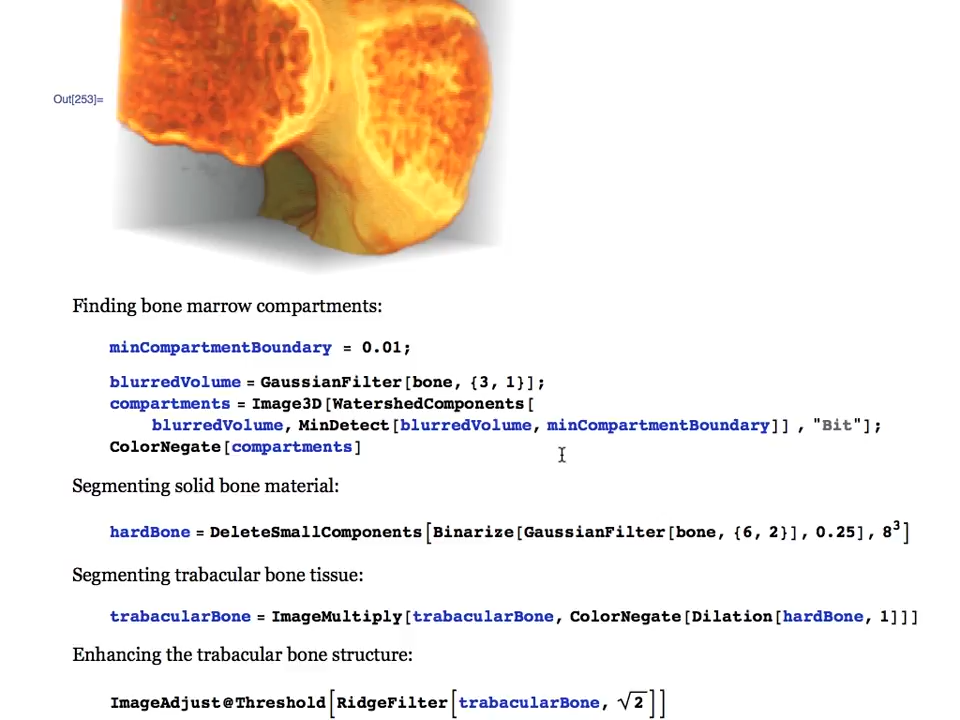 Out[253]=
Finding bone marrow compartments:
minCompartmentBoundary = 0.01;
blurredVolume = GaussianFilter[bone, {3, 1}];
compartments = Image3D[WatershedComponents[
blurredVolume, MinDetect[blurredVolume, minCompartmentBoundary]] , "Bit"];
ColorNegate[compartments]
Segmenting solid bone material:
hardBone = DeleteSmallComponents[Binarize[GaussianFilter[bone, {6, 2}], 0.25], 8³]
Segmenting trabacular bone tissue:
trabacularBone = ImageMultiply[trabacularBone, ColorNegate[Dilation[hardBone, 1]]]
Enhancing the trabacular bone structure:
ImageAdjust@Threshold[RidgeFilter[trabacularBone, √2]]